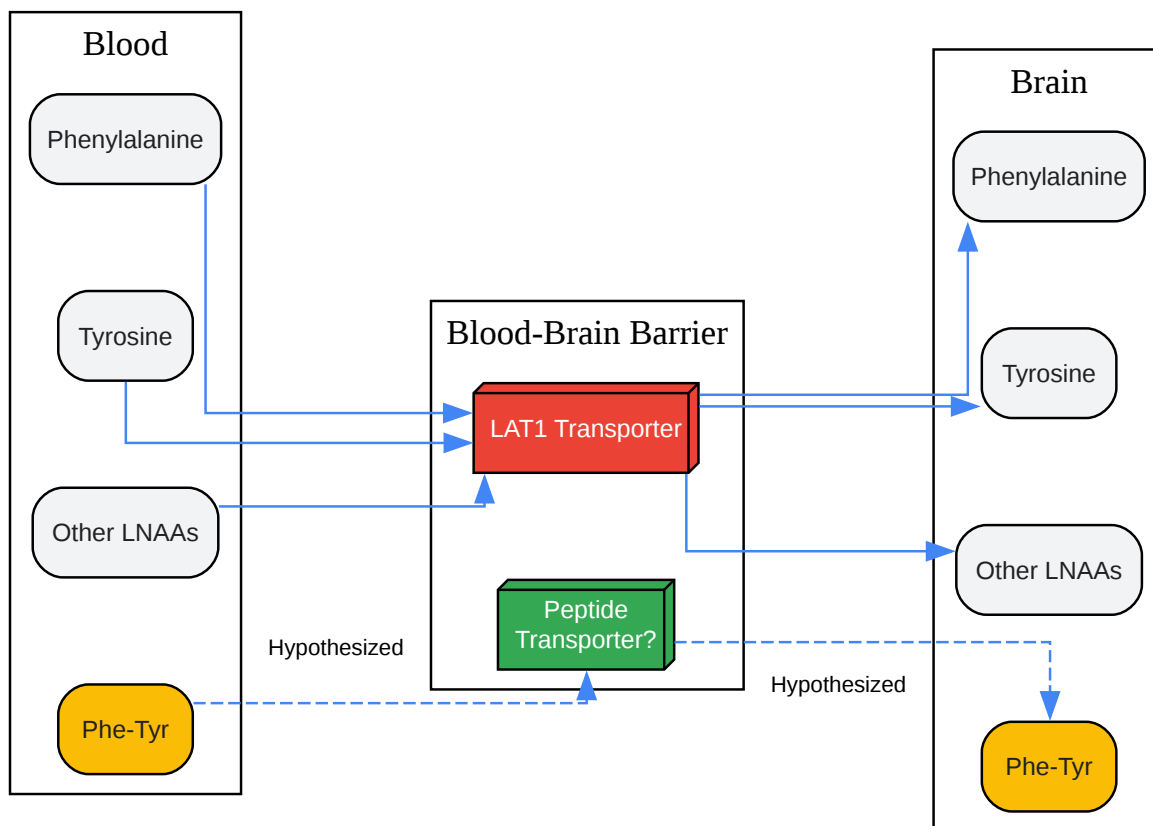 Blood
Phenylalanine
Tyrosine
Other LNAAs
Phe-Tyr
Hypothesized
Blood-Brain Barrier
LAT1 Transporter
Peptide
Transporter?
Hypothesized
Brain
Phenylalanine
Tyrosine
Other LNAAs
Phe-Tyr